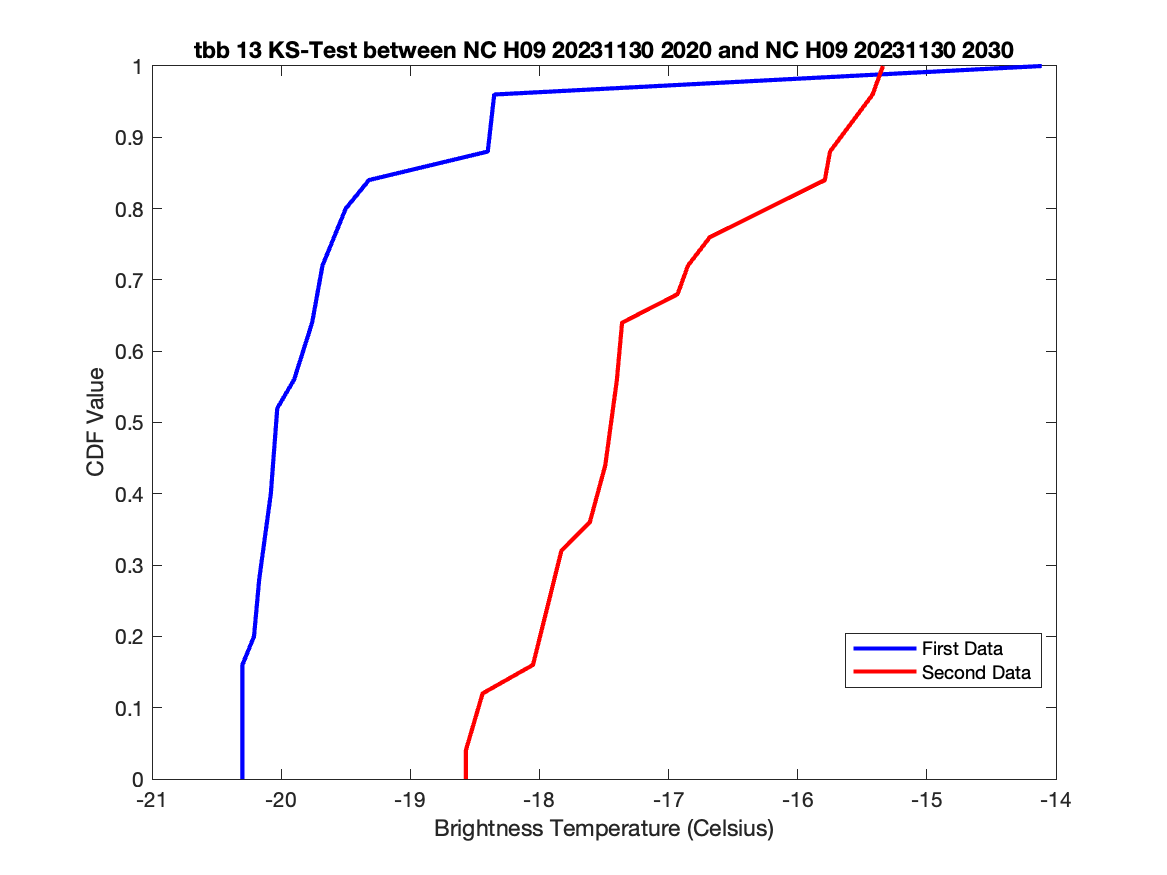 tbb 13 KS-Test between NC H09 20231130 2020 and NC H09 20231130 2030
1
0.9
0.8
0.7
0.6
0.5
0.4
0.3
0.2
0.1
0
CDF Value
First Data
Second Data
-21 -20 -19 -18 -17 -16 -15 -14
Brightness Temperature (Celsius)